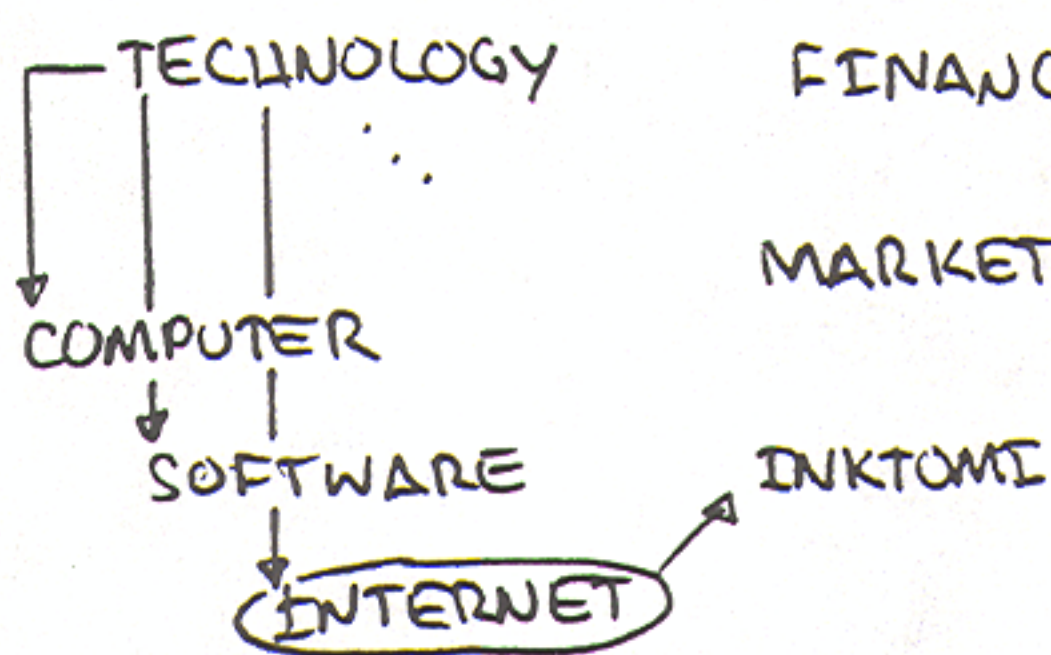 TECHNOLOGY
FINANC
MARKET
COMPUTER
SOFTWARE
INKTOMI
INTERNET